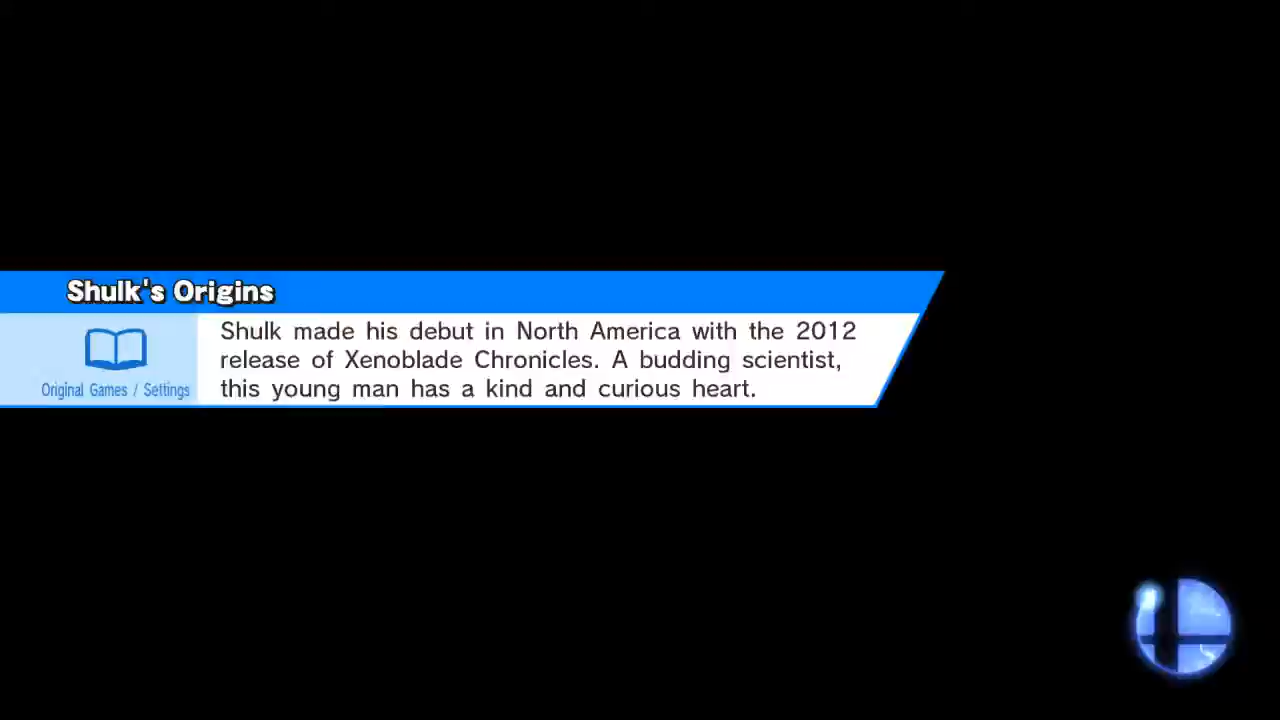 Shulk's Origins
Original Games / Settings
Shulk made his debut in North America with the 2012
release of Xenoblade Chronicles. A budding scientist,
this young man has a kind and curious heart.